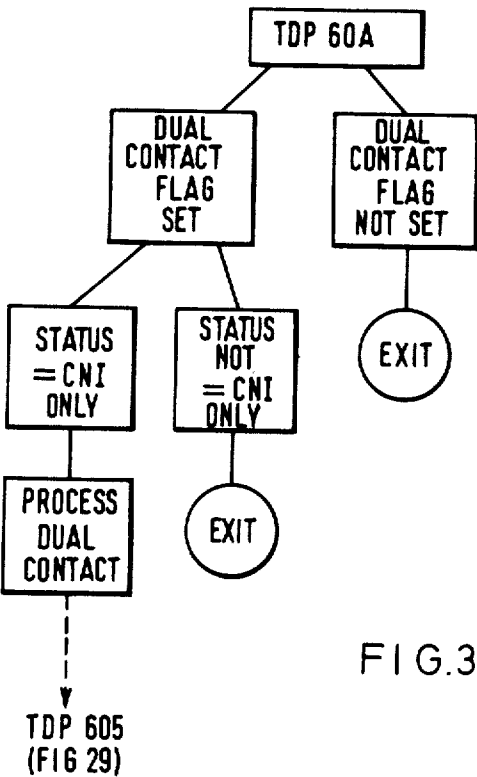 TDP 60A
DUAL
CONTACT
FLAG
SET
DUAL
CONTACT
FLAG
NOT SET
STATUS
=CNI
ONLY
STATUS
NOT
=CNI
ONLY
EXIT
PROCESS
DUAL
CONTACT
EXIT
FIG.3
TDP 605
(FIG 29)